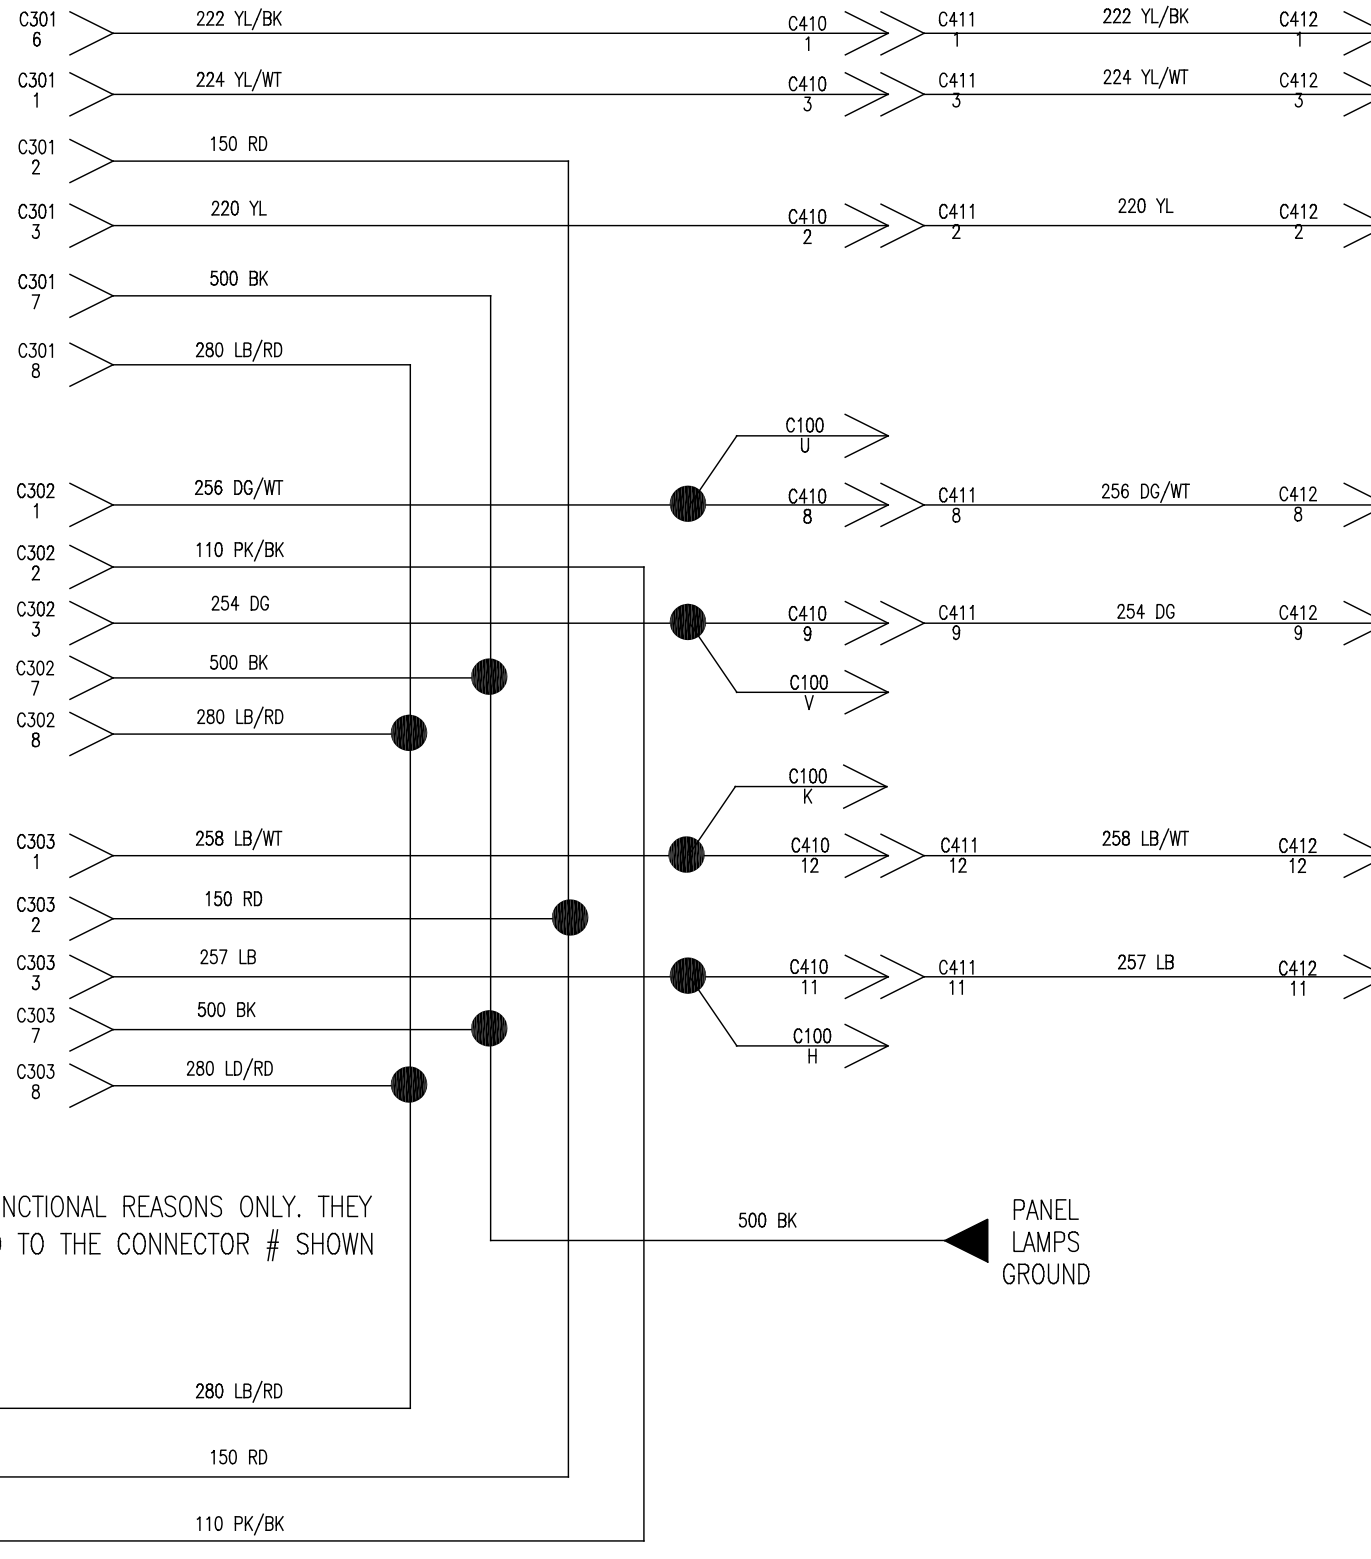 C301 222 YL/BK C410 C411 222 YL/BK C412
6 1 1 1
C301 224 YL/WT C410 C411 224 YL/WT C412
1 3 3 3
C301 150 RD
2
C301 220 YL C410 C411 220 YL C412
3 2 2 2
C301 500 BK
7
C301 280 LB/RD
8
C100
U
C302 256 DG/WT C410 C411 256 DG/WT C412
1 8 8 8
C302 110 PK/BK
2
C302 254 DG C410 C411 254 DG C412
3 9 9 9
C302 500 BK C100
7 V
C302 280 LB/RD
8
C100
K
C303 258 LB/WT C410 C411 258 LB/WT C412
1 12 12 12
C303 150 RD
2
C303 257 LB C410 C411 257 LB C412
3 11 11 11
C303 500 BK C100
7 H
C303 280 LD/RD
8
NCTIONAL REASONS ONLY. THEY
TO THE CONNECTOR # SHOWN
500 BK
PANEL
LAMPS
GROUND
280 LB/RD
150 RD
110 PK/BK